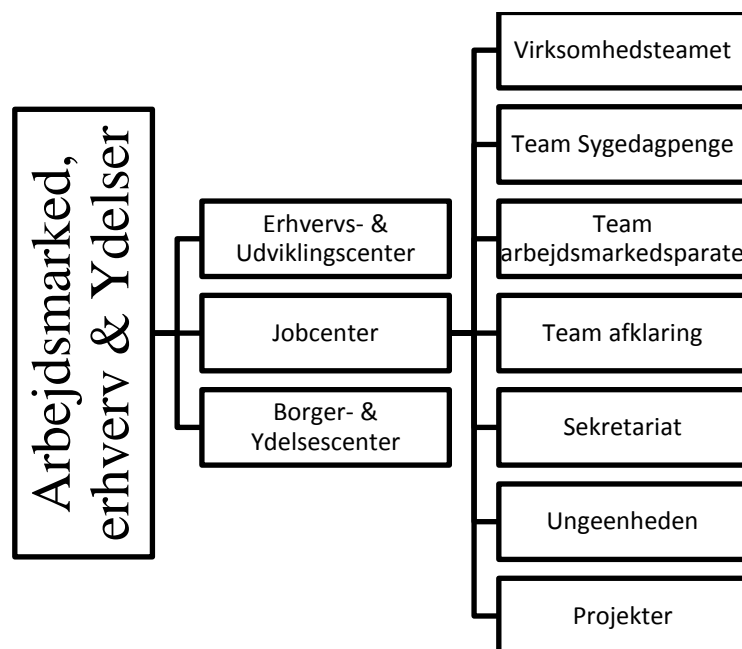 Arbejdsmarked,
erhverv & Ydelser
Erhvervs- &
Udviklingscenter
Jobcenter
Borger- &
Ydelsescenter
Virksomhedsteamet
Team Sygedagpenge
Team
arbejdsmarkedsparate
Team afklaring
Sekretariat
Ungeenheden
Projekter